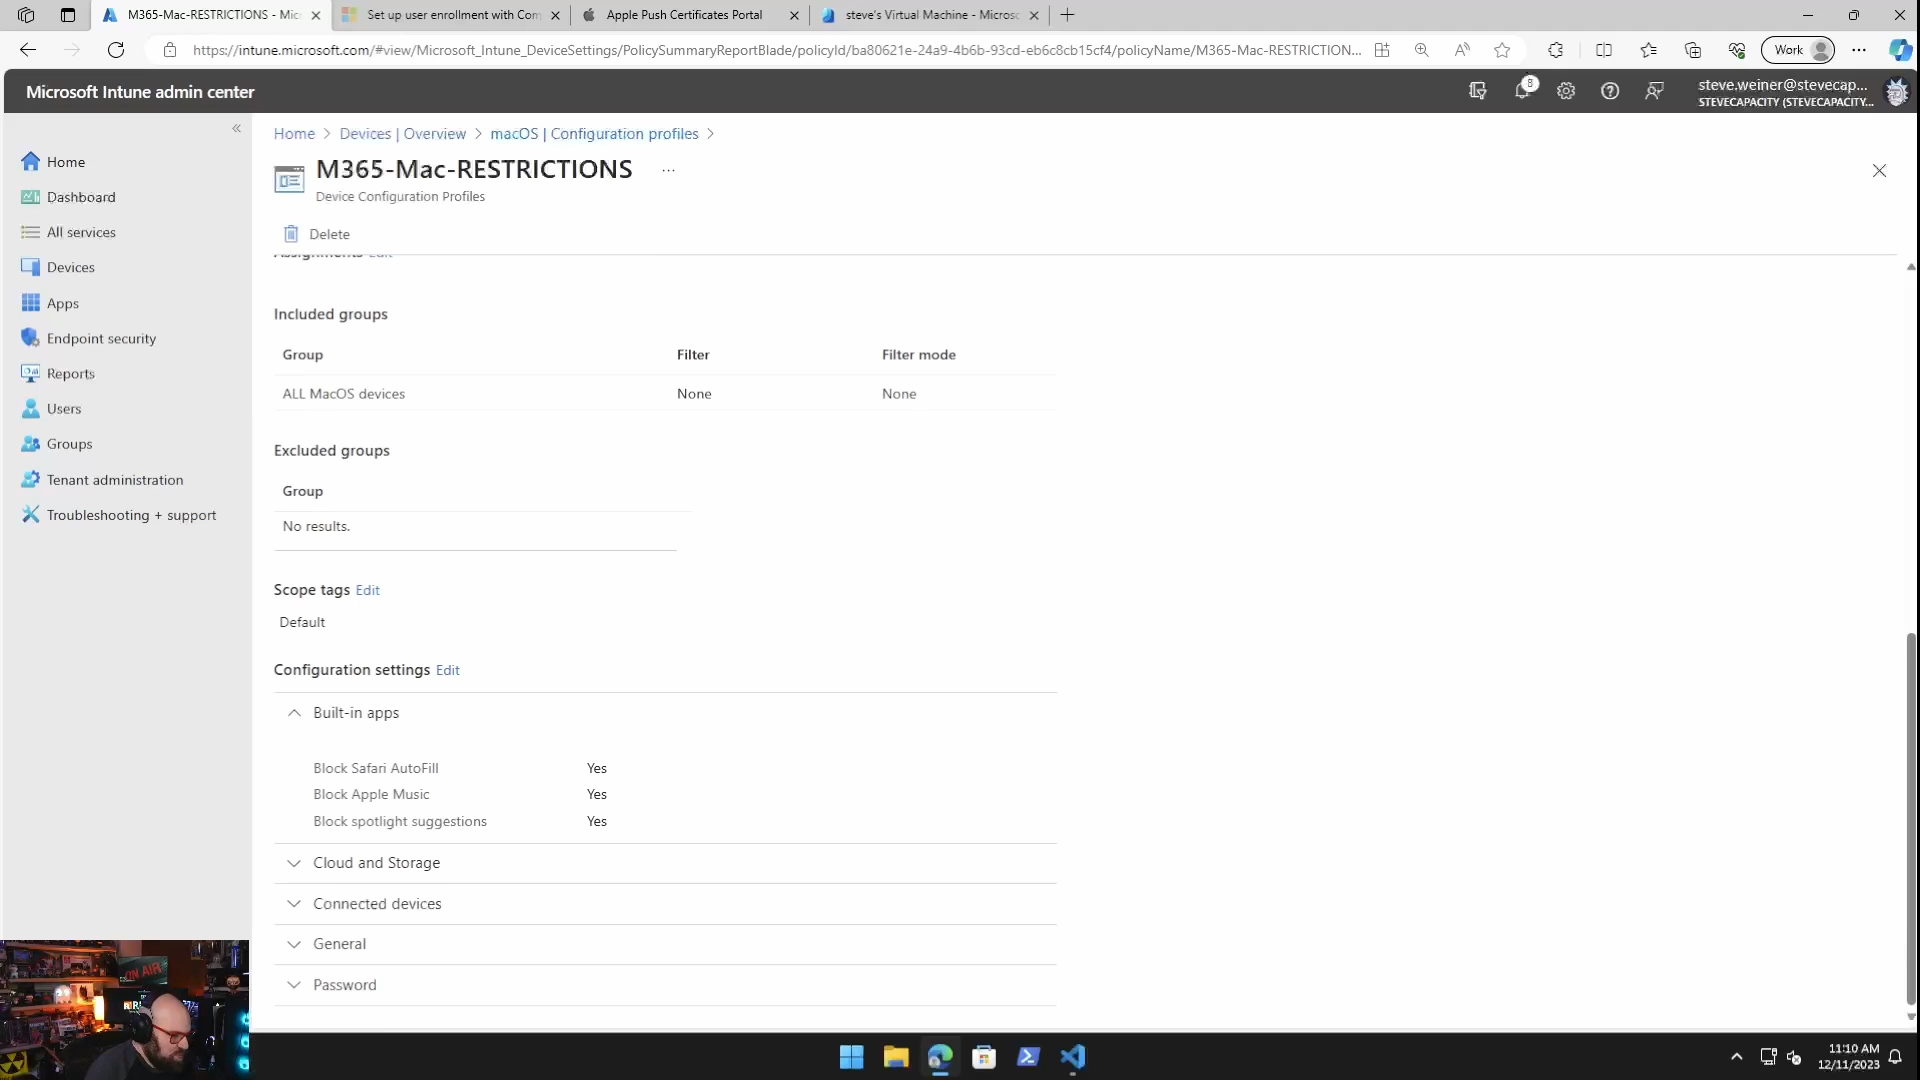 M365-Mac-RESTRICTIONS - Mic
Set up user enrollment with Com
Apple Push Certificates Portal
steve's Virtual Machine - Microso
https://intune.microsoft.com/#view/Microsoft_Intune_DeviceSettings/PolicySummaryReportBlade/policyId/ba80621e-24a9-4b6b-93cd-eb6c8cb15cf4/policyName/M365-Mac-RESTRICTION...
Work
Microsoft Intune admin center
8
steve.weiner@stevecap...
STEVECAPACITY (STEVECAPACITY...
Home
Dashboard
All services
Devices
Apps
Endpoint security
Reports
Users
Groups
Tenant administration
Troubleshooting + support
Home > Devices | Overview > macOS | Configuration profiles >
M365-Mac-RESTRICTIONS ...
Device Configuration Profiles
Delete
Assignments Edit
Included groups
Group Filter Filter mode
ALL MacOS devices None None
Excluded groups
Group
No results.
Scope tags Edit
Default
Configuration settings Edit
Built-in apps
Block Safari AutoFill Yes
Block Apple Music Yes
Block spotlight suggestions Yes
Cloud and Storage
Connected devices
General
Password
ON AIR
11:10 AM
12/11/2023